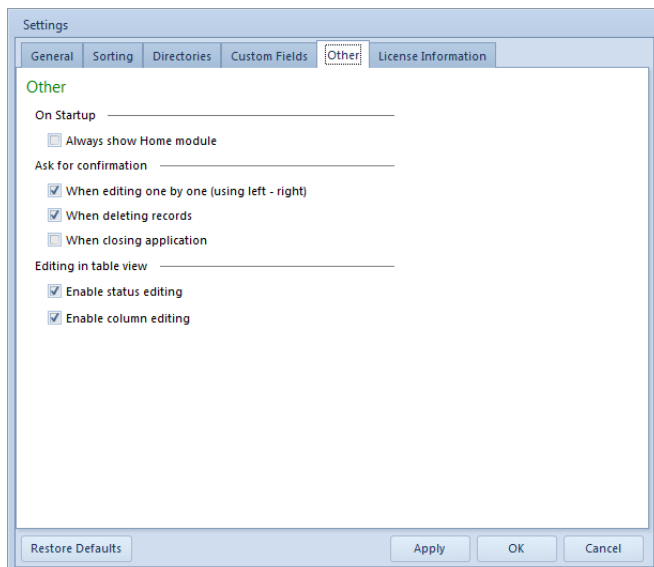 Settings
General Sorting Directories Custom Fields Other License Information
Other
On Startup
Always show Home module
Ask for confirmation
When editing one by one (using left - right)
When deleting records
When closing application
Editing in table view
Enable status editing
Enable column editing
Restore Defaults Apply OK Cancel